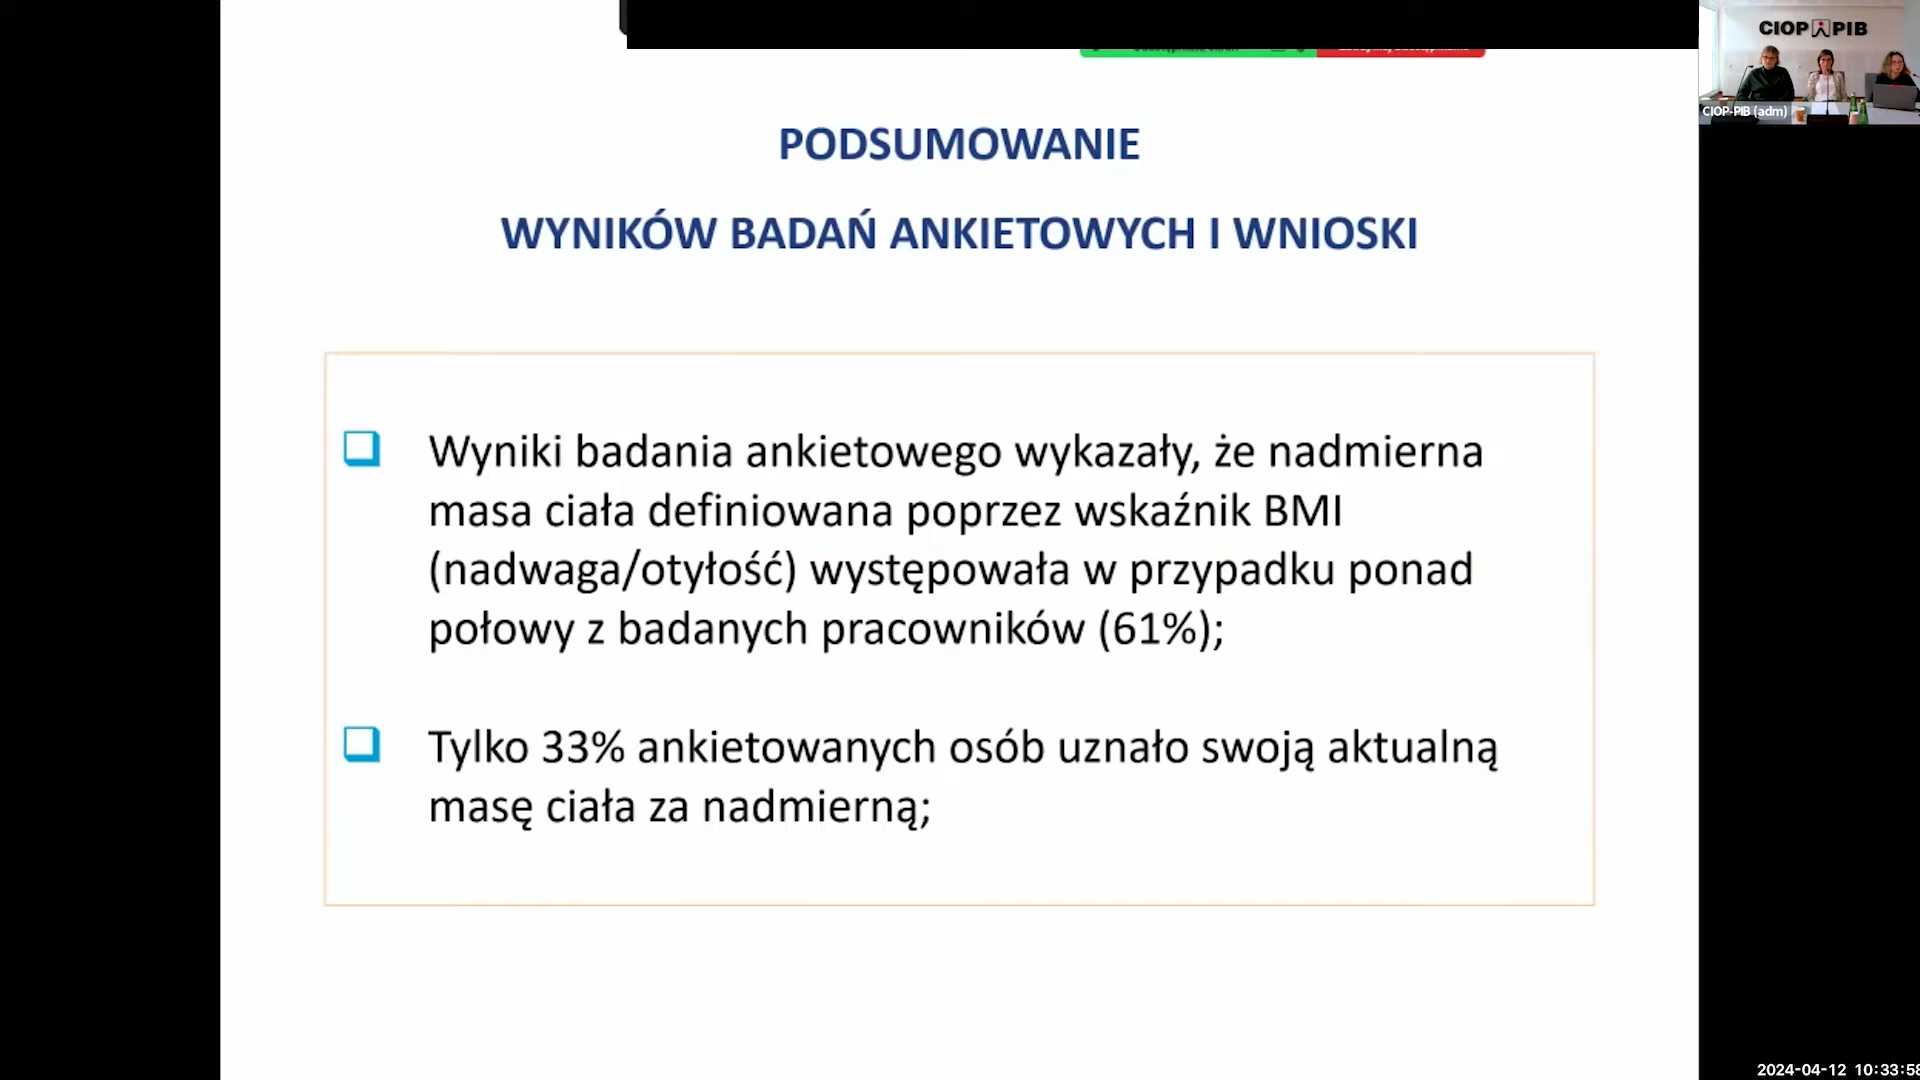 CIOP PIB
CIOP-PIB (adm)
PODSUMOWANIE
WYNIKÓW BADAŃ ANKIETOWYCH I WNIOSKI
Wyniki badania ankietowego wykazały, że nadmierna
masa ciała definiowana poprzez wskaźnik BMI
(nadwaga/otyłość) występowała w przypadku ponad
połowy z badanych pracowników (61%);
Tylko 33% ankietowanych osób uznało swoją aktualną
masę ciała za nadmierną;
2024-04-12 10:33:58